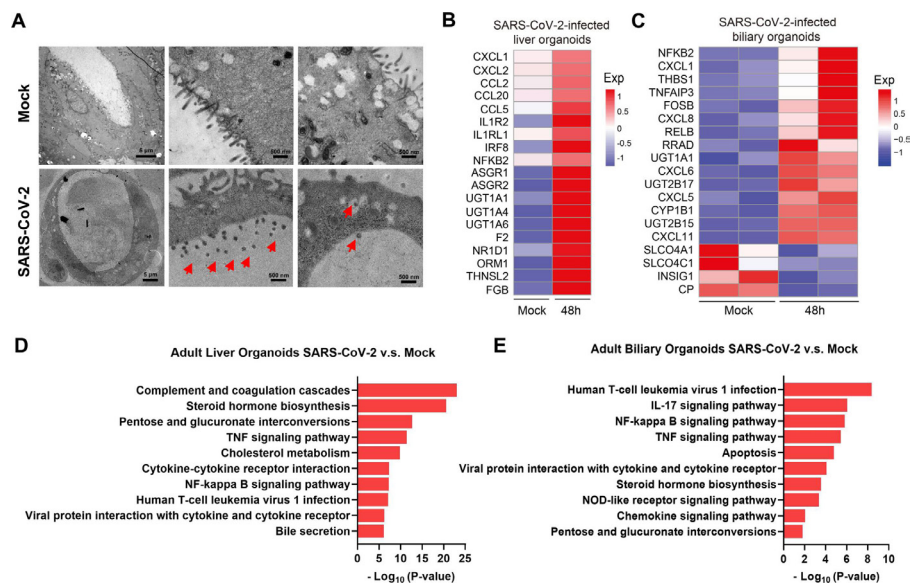 A
Mock
5 μm
500 nm
500 nm
SARS-CoV-2
5 μm
500 nm
500 nm
B
SARS-CoV-2-infected
liver organoids
CXCL1
CXCL2
CCL2
CCL20
CCL5
IL1R2
IL1RL1
IRF8
NFKB2
ASGR1
ASGR2
UGT1A1
UGT1A4
UGT1A6
F2
NR1D1
ORM1
THNSL2
FGB
Mock 48h
Exp
1
0.5
0
-0.5
-1
C
SARS-CoV-2-infected
biliary organoids
NFKB2
CXCL1
THBS1
TNFAIP3
FOSB
CXCL8
RELB
RRAD
UGT1A1
CXCL6
UGT2B17
CXCL5
CYP1B1
UGT2B15
CXCL11
SLCO4A1
SLCO4C1
INSIG1
CP
Mock 48h
Exp
1
0.5
0
-0.5
-1
D
Adult Liver Organoids SARS-CoV-2 v.s. Mock
Complement and coagulation cascades
Steroid hormone biosynthesis
Pentose and glucuronate interconversions
TNF signaling pathway
Cholesterol metabolism
Cytokine-cytokine receptor interaction
NF-kappa B signaling pathway
Human T-cell leukemia virus 1 infection
Viral protein interaction with cytokine and cytokine receptor
Bile secretion
0 5 10 15 20 25
- Log10 (P-value)
E
Adult Biliary Organoids SARS-CoV-2 v.s. Mock
Human T-cell leukemia virus 1 infection
IL-17 signaling pathway
NF-kappa B signaling pathway
TNF signaling pathway
Apoptosis
Viral protein interaction with cytokine and cytokine receptor
Steroid hormone biosynthesis
NOD-like receptor signaling pathway
Chemokine signaling pathway
Pentose and glucuronate interconversions
0 2 4 6 8 10
- Log10 (P-value)